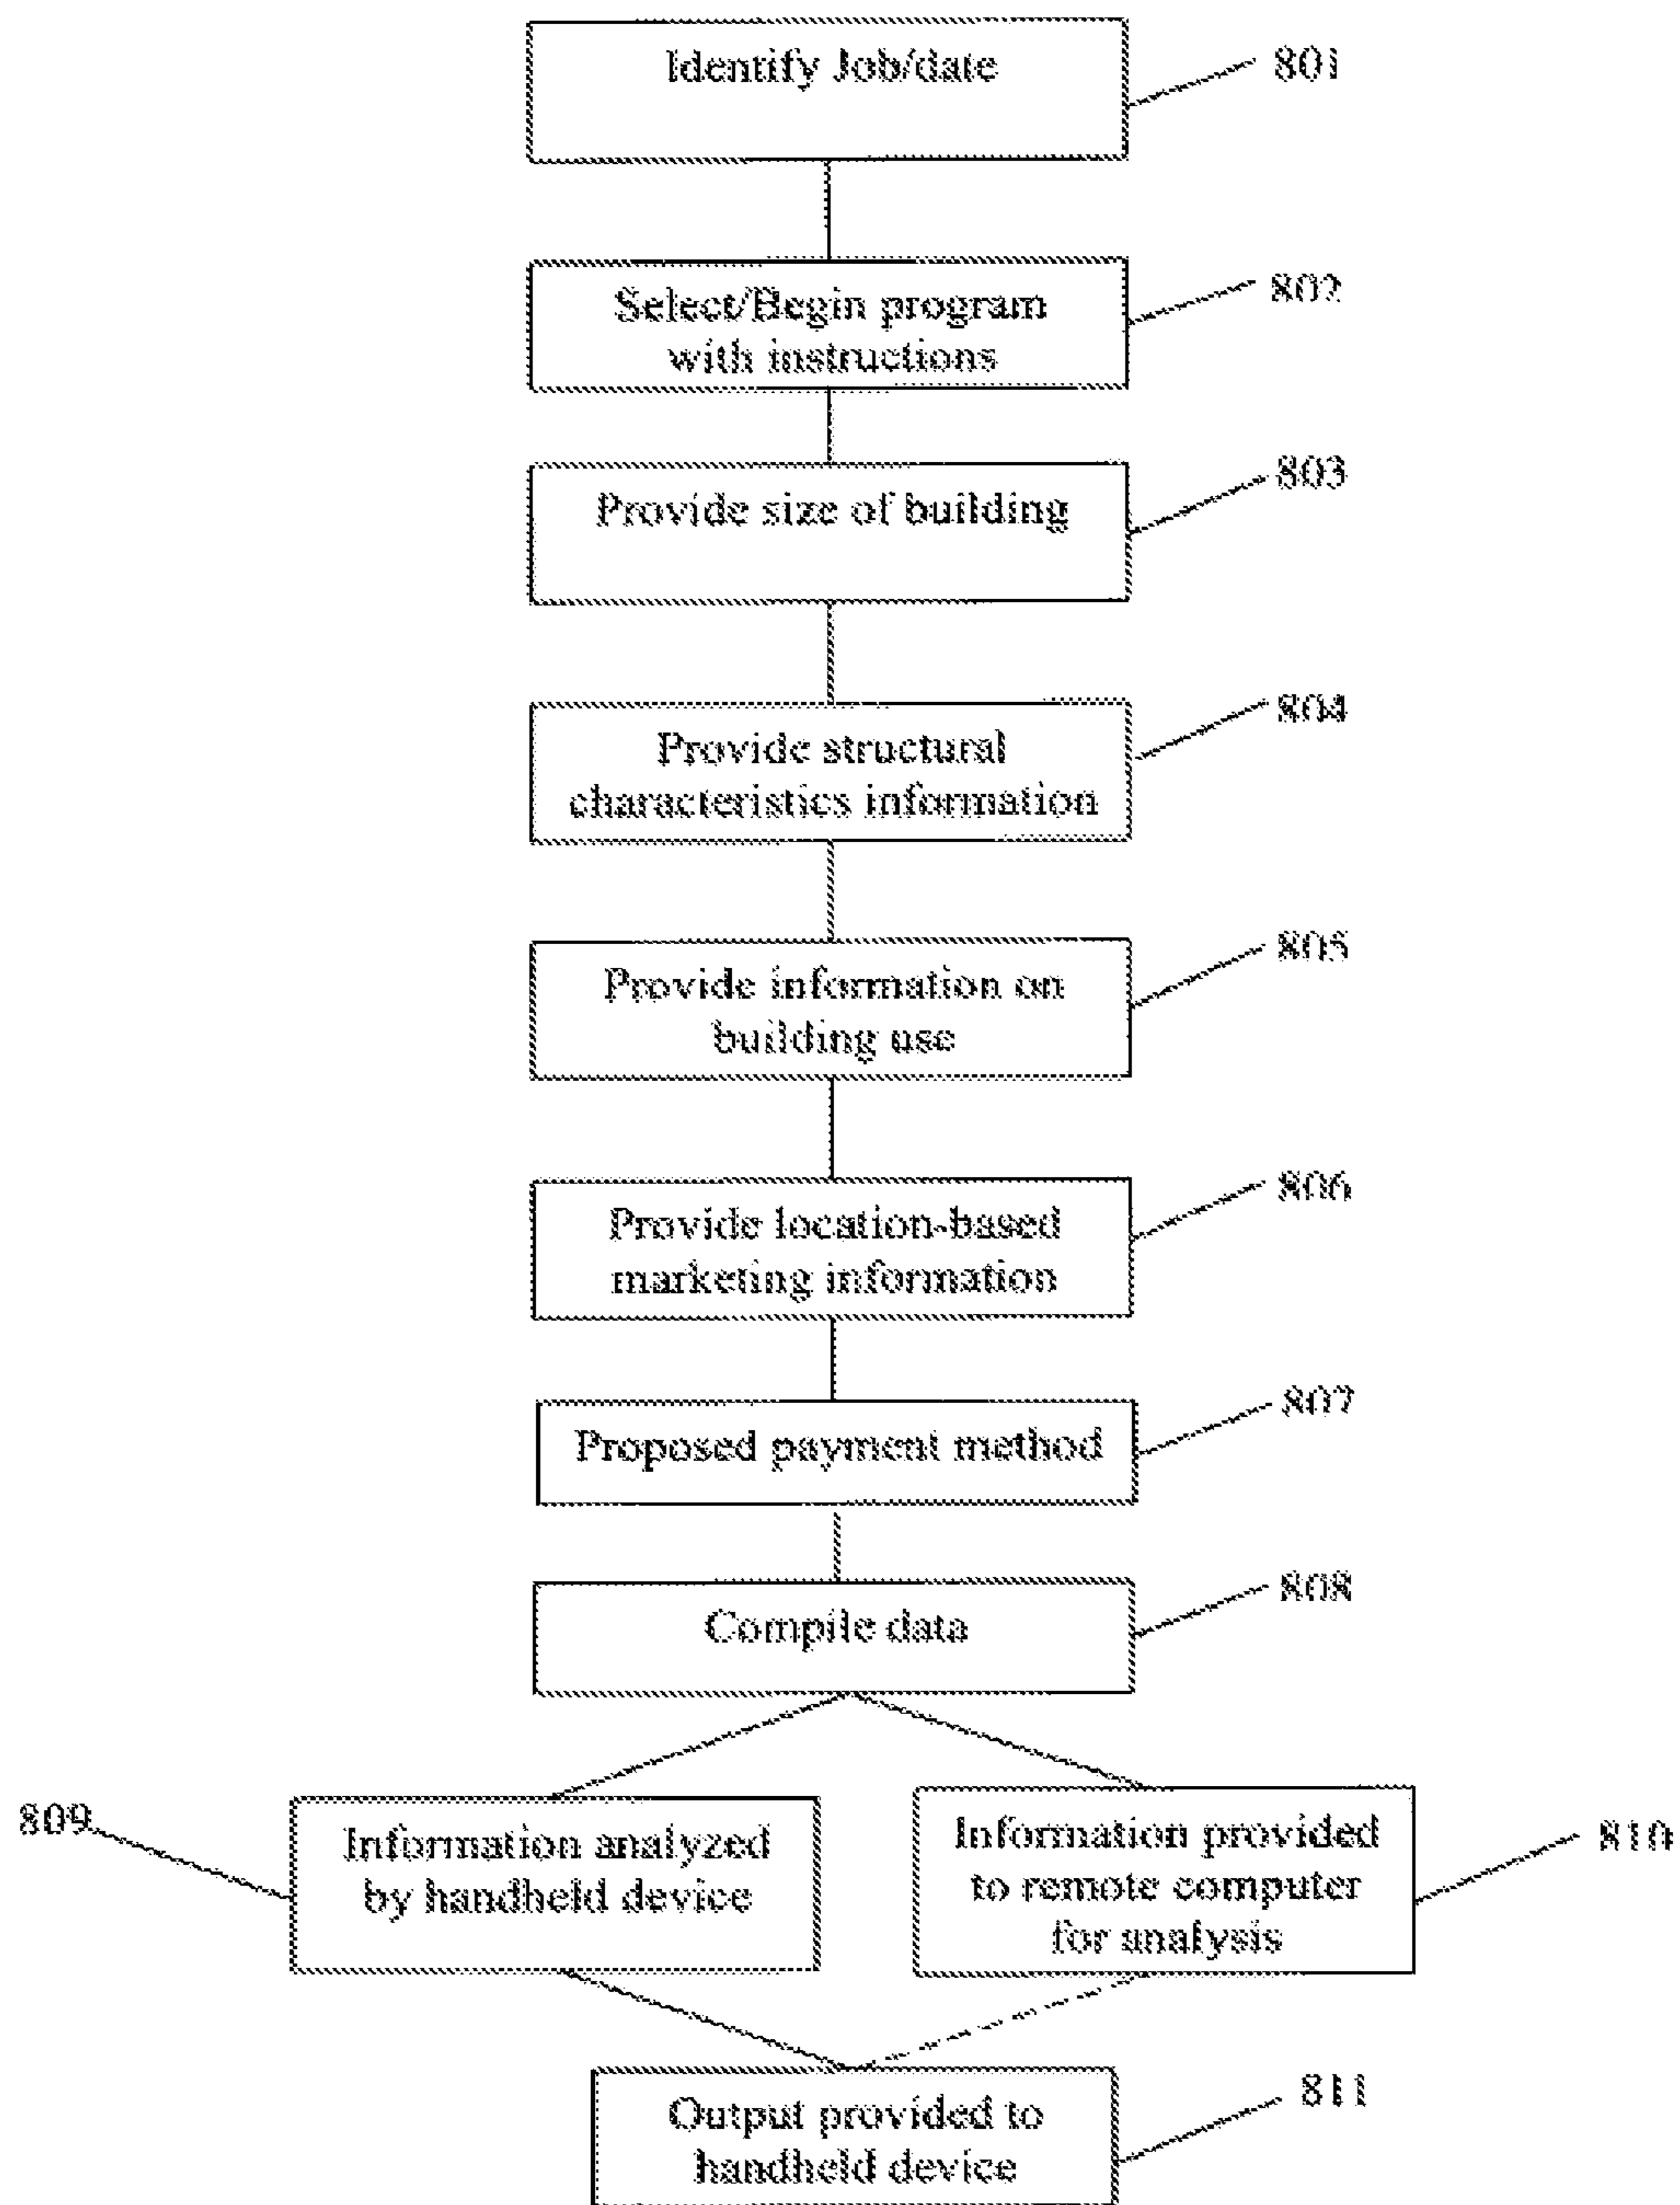 Identify Job/date
801
Select/Begin program
with instructions
802
Provide size of building
803
Provide structural
characteristics information
804
Provide information on
building use
805
Provide location-based
marketing information
806
Proposed payment method
807
Compile data
808
809
Information analyzed
by handheld device
Information provided
to remote computer
for analysis
810
Output provided to
handheld device
811